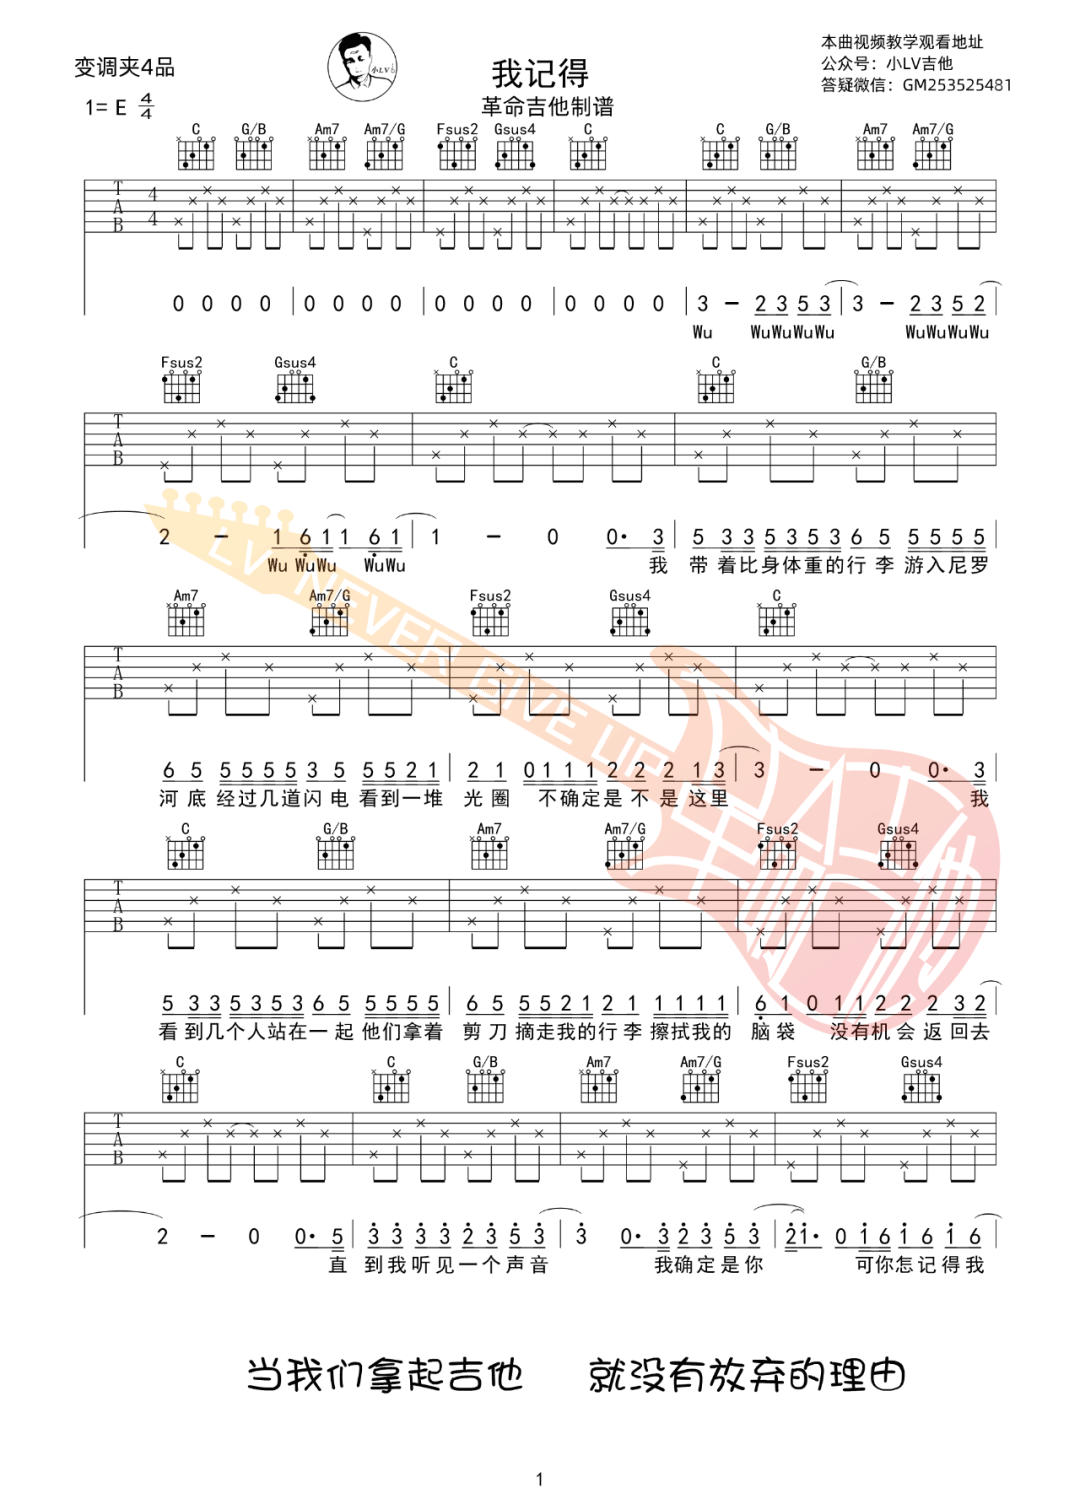 变调夹4品
小LV
我记得
本曲视频教学观看地址
公众号：小LV吉他
答疑微信：GM253525481
1= E 4/4
革命吉他制谱
C G/B Am7 Am7/G Fsus2 Gsus4 C C G/B Am7 Am7/G
T A B 4 4
0 0 0 0 | 0 0 0 0 | 0 0 0 0 | 0 0 0 0 | 3 – 2 3 5 3 | 3 – 2 3 5 2
Wu WuWuWuWu WuWuWuWu
Fsus2 Gsus4 C C G/B
T A B
2 – 1 6 1 1 6 1 | 1 – 0 0· 3 | 5 3 3 5 3 5 3 6 5 5 5 5 5
Wu WuWu WuWu 我 带着比身体重的行李 游入尼罗
LV NEVER GIVE UP
Am7 Am7/G Fsus2 Gsus4 C
T A B
6 5 5 5 5 5 3 5 5 5 2 1 | 2 1 0 1 1 1 2 2 2 1 3 | 3 – 0 0· 3
河底 经过几道闪电 看到一堆 光圈 不确定是不是这里 我
C G/B Am7 Am7/G Fsus2 Gsus4
T A B
5 3 3 5 3 5 3 6 5 5 5 5 5 | 6 5 5 5 2 1 2 1 1 1 1 1 | 6 1 0 1 1 2 2 2 3 2
看到几个人站在一起 他们拿着 剪刀 摘走我的行李 擦拭我的 脑袋 没有机会返回去
C C G/B Am7 Am7/G Fsus2 Gsus4
T A B
2 – 0 0· 5 | 3 3 3 3 2 3 5 3 | 3 0· 3 2 3 5 3 | 2 1· 0 1 6 1 6 1 6
直 到我听见一个声音 我确定是你 可你怎记得我
当我们拿起吉他 就没有放弃的理由
1